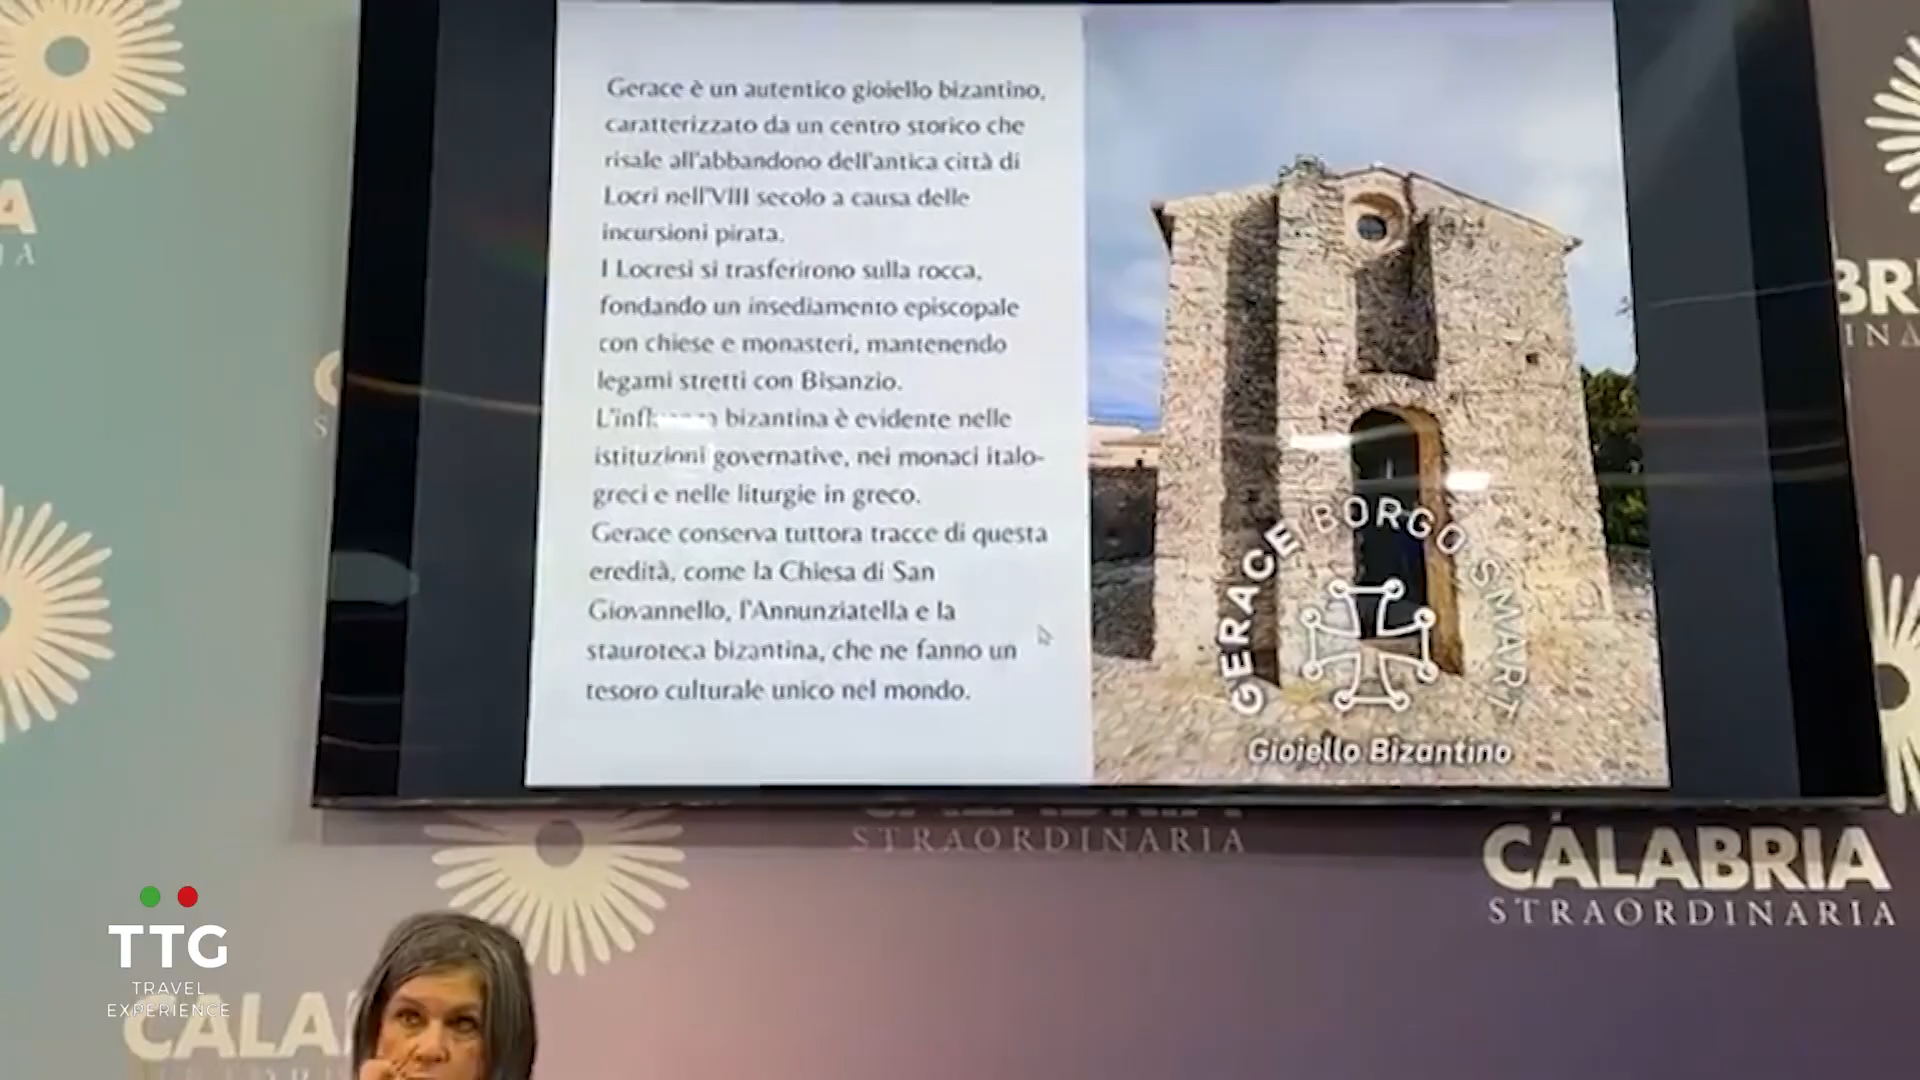 Gerace è un autentico gioiello bizantino,
caratterizzato da un centro storico che
risale all'abbandono dell'antica città di
Locri nell'VIII secolo a causa delle
incursioni pirata.
I Locresi si trasferirono sulla rocca,
fondando un insediamento episcopale
con chiese e monasteri, mantenendo
legami stretti con Bisanzio.
bizantina è evidente nelle
istituzioni governative, nei monaci italo-
greci e nelle liturgie in greco.
Gerace conserva tuttora tracce di questa
eredità, come la Chiesa di San
Giovannello, l'Annunziatella e la
stauroteca bizantina, che ne fanno un
tesoro culturale unico nel mondo.
GERACE BORGO SMART
Gioiello Bizantino
STRAORDINARIA
CALABRIA
STRAORDINARIA
TTG
TRAVEL
EXPERIENCE